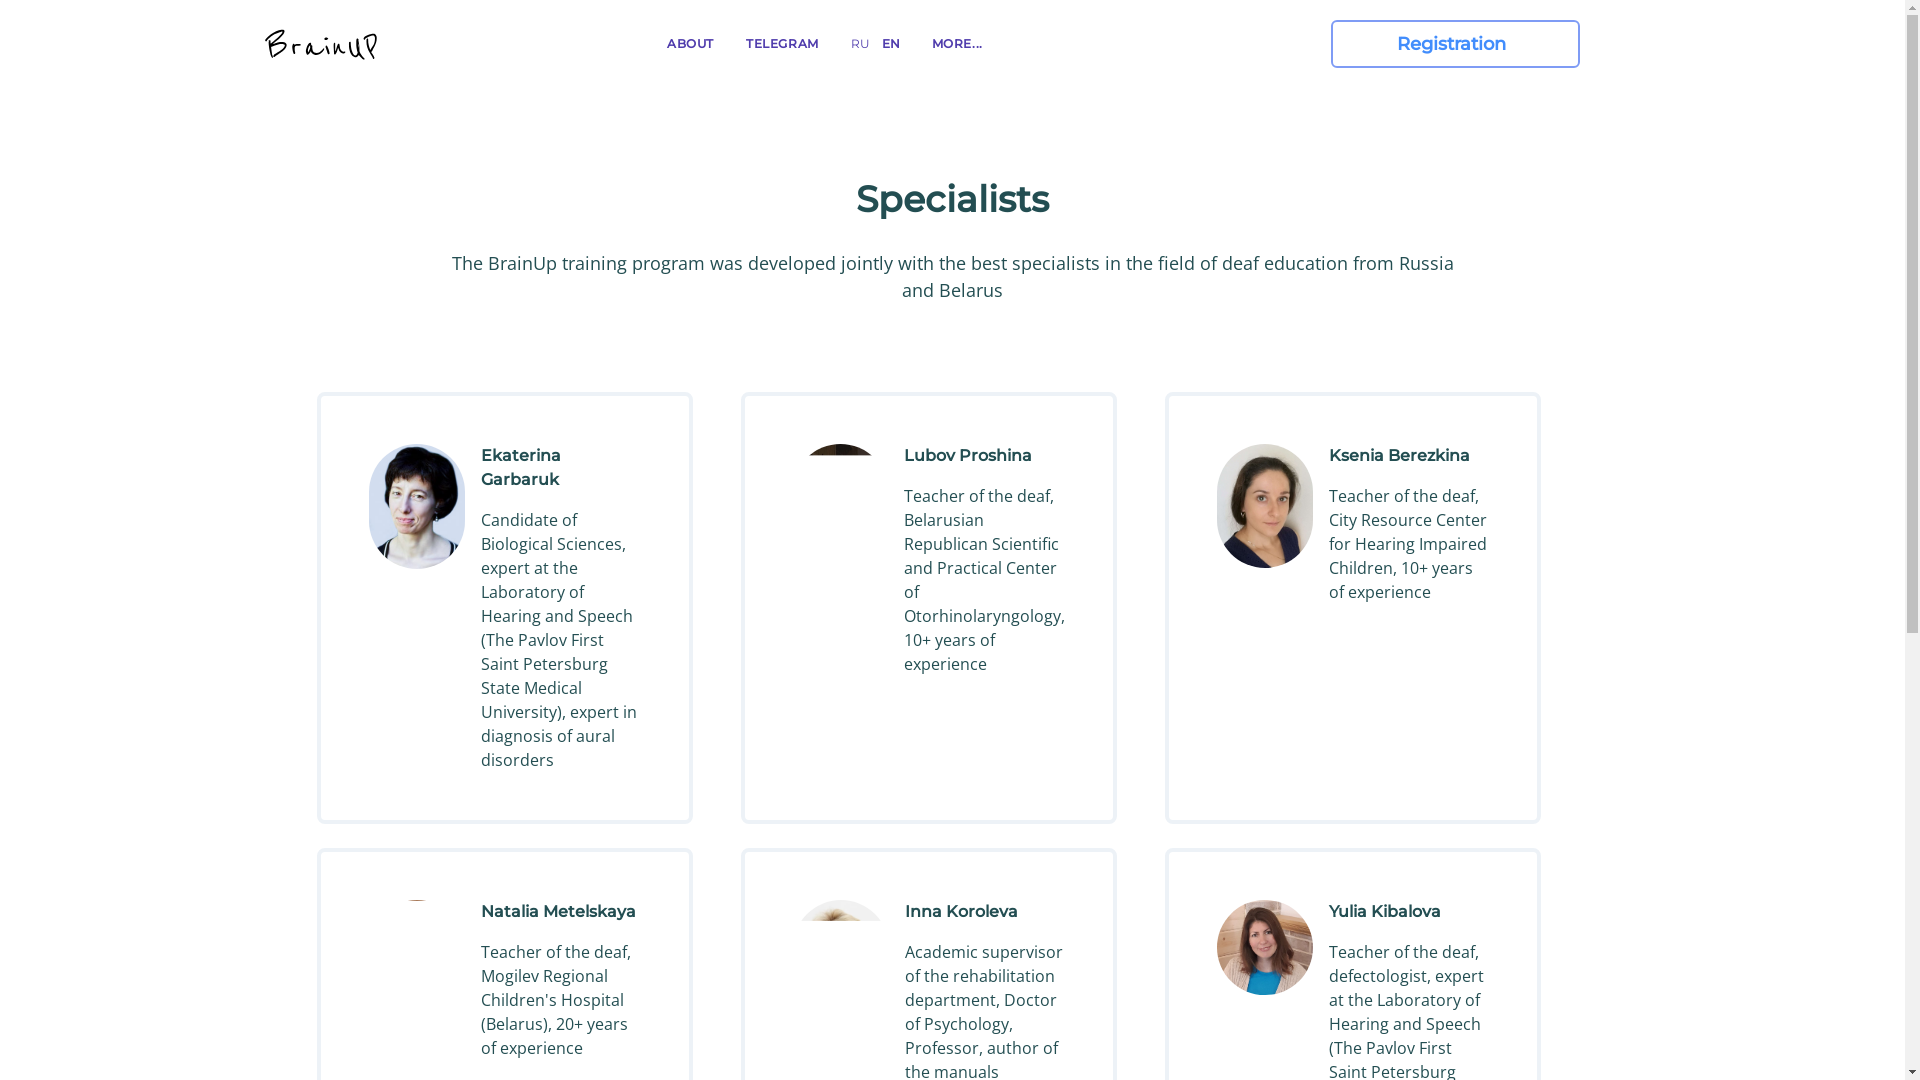 BrainUP
ABOUT
TELEGRAM
RU
EN
MORE...
Registration
Specialists
The BrainUp training program was developed jointly with the best specialists in the field of deaf education from Russia
and Belarus
Ekaterina
Garbaruk
Candidate of
Biological Sciences,
expert at the
Laboratory of
Hearing and Speech
(The Pavlov First
Saint Petersburg
State Medical
University), expert in
diagnosis of aural
disorders
Lubov Proshina
Teacher of the deaf,
Belarusian
Republican Scientific
and Practical Center
of
Otorhinolaryngology,
10+ years of
experience
Ksenia Berezkina
Teacher of the deaf,
City Resource Center
for Hearing Impaired
Children, 10+ years
of experience
Natalia Metelskaya
Teacher of the deaf,
Mogilev Regional
Children's Hospital
(Belarus), 20+ years
of experience
Inna Koroleva
Academic supervisor
of the rehabilitation
department, Doctor
of Psychology,
Professor, author of
the manuals
Yulia Kibalova
Teacher of the deaf,
defectologist, expert
at the Laboratory of
Hearing and Speech
(The Pavlov First
Saint Petersburg